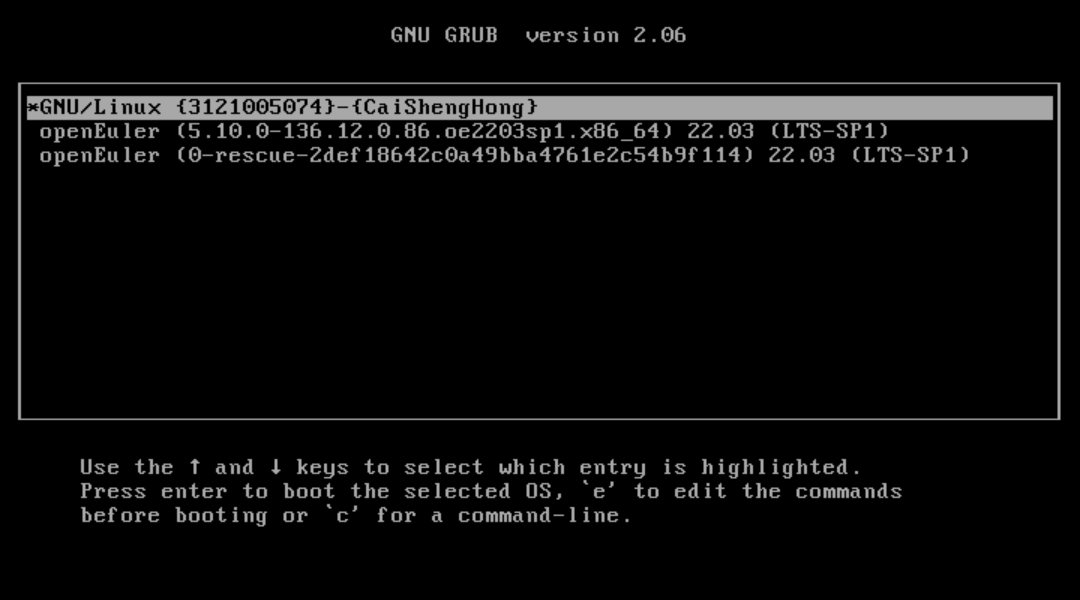 GNU GRUB  version 2.06
*GNU/Linux {3121005074}-{CaiShengHong}
openEuler (5.10.0-136.12.0.86.oe2203sp1.x86_64) 22.03 (LTS-SP1)
openEuler (0-rescue-2def18642c0a49bba4761e2c54b9f114) 22.03 (LTS-SP1)
Use the ↑ and ↓ keys to select which entry is highlighted.
Press enter to boot the selected OS, `e' to edit the commands
before booting or `c' for a command-line.